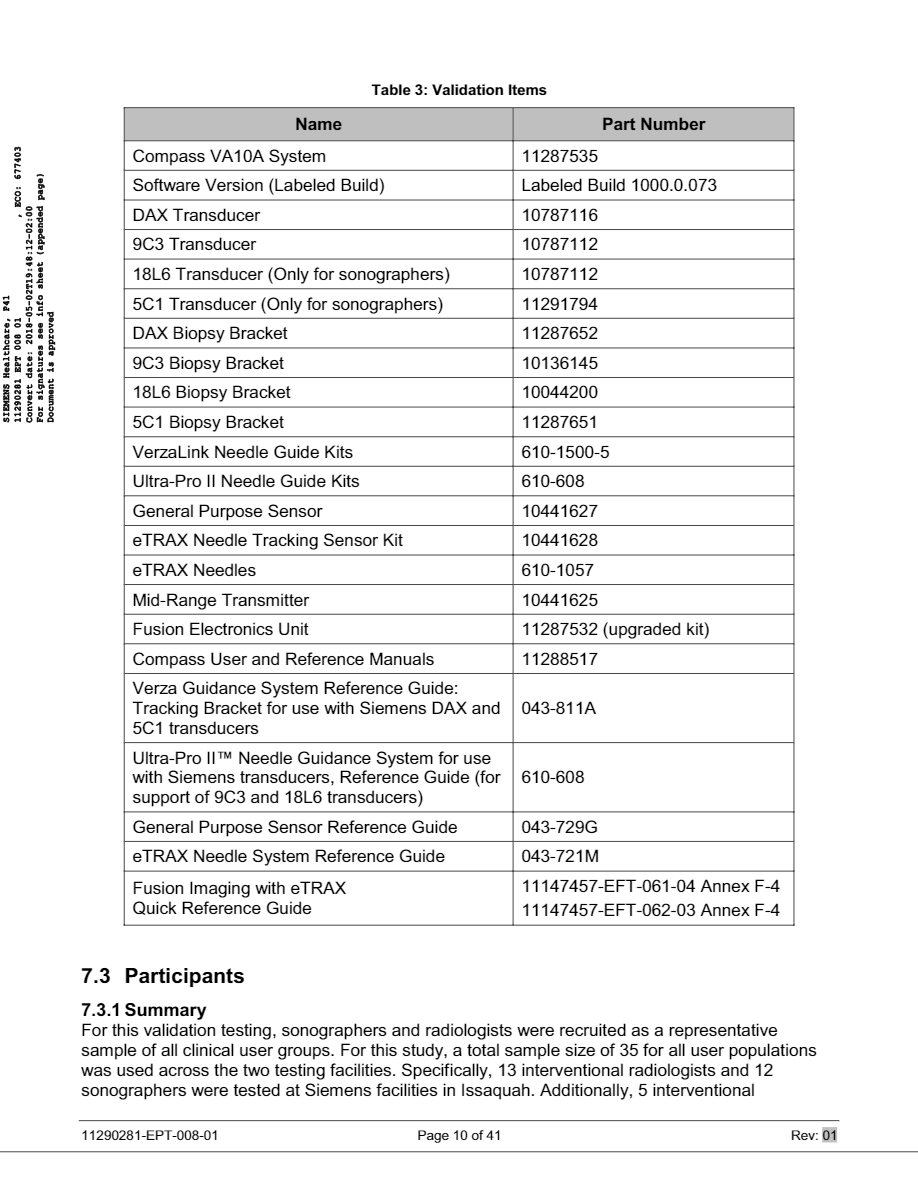 Table 3: Validation Items
Name Part Number
Compass VA10A System 11287535
Software Version (Labeled Build) Labeled Build 1000.0.073
DAX Transducer 10787116
9C3 Transducer 10787112
18L6 Transducer (Only for sonographers) 10787112
5C1 Transducer (Only for sonographers) 11291794
DAX Biopsy Bracket 11287652
9C3 Biopsy Bracket 10136145
18L6 Biopsy Bracket 10044200
5C1 Biopsy Bracket 11287651
VerzaLink Needle Guide Kits 610-1500-5
Ultra-Pro II Needle Guide Kits 610-608
General Purpose Sensor 10441627
eTRAX Needle Tracking Sensor Kit 10441628
eTRAX Needles 610-1057
Mid-Range Transmitter 10441625
Fusion Electronics Unit 11287532 (upgraded kit)
Compass User and Reference Manuals 11288517
Verza Guidance System Reference Guide:
Tracking Bracket for use with Siemens DAX and 043-811A
5C1 transducers
Ultra-Pro II™ Needle Guidance System for use
with Siemens transducers, Reference Guide (for 610-608
support of 9C3 and 18L6 transducers)
General Purpose Sensor Reference Guide 043-729G
eTRAX Needle System Reference Guide 043-721M
Fusion Imaging with eTRAX 11147457-EFT-061-04 Annex F-4
Quick Reference Guide 11147457-EFT-062-03 Annex F-4
7.3 Participants
7.3.1 Summary
For this validation testing, sonographers and radiologists were recruited as a representative
sample of all clinical user groups. For this study, a total sample size of 35 for all user populations
was used across the two testing facilities. Specifically, 13 interventional radiologists and 12
sonographers were tested at Siemens facilities in Issaquah. Additionally, 5 interventional
11290281-EPT-008-01 Page 10 of 41 Rev: 01
SIEMENS Healthcare, P41
11290281 EPT 008 01 , ECO: 677403
Convert date: 2018-05-02T19:48:12-02:00
For signatures see info sheet (appended page)
Document is approved